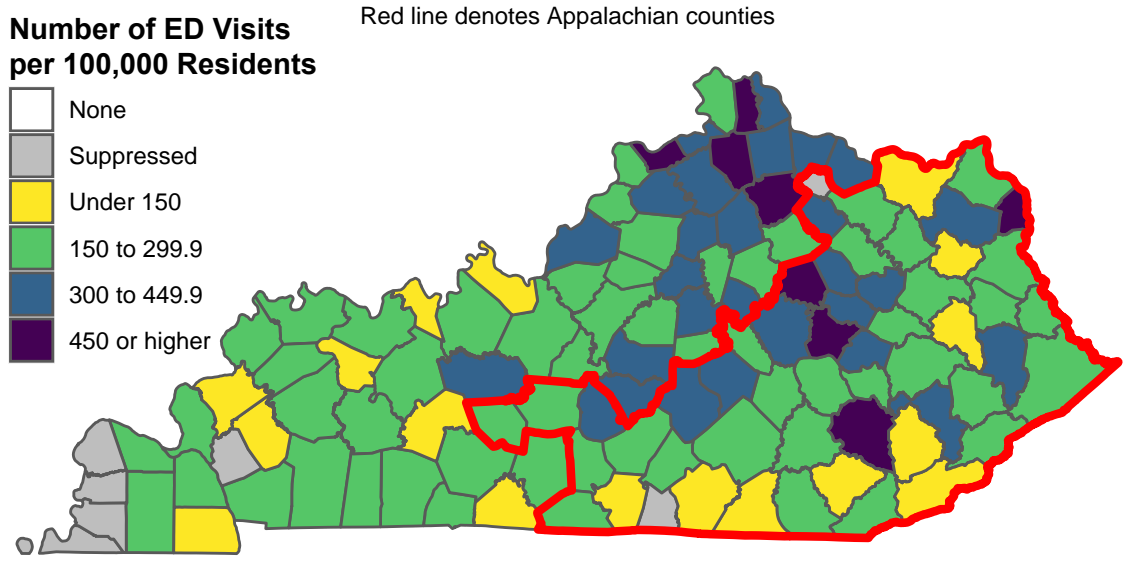 Red line denotes Appalachian counties
Number of ED Visits
per 100,000 Residents
None
Suppressed
Under 150
150 to 299.9
300 to 449.9
450 or higher